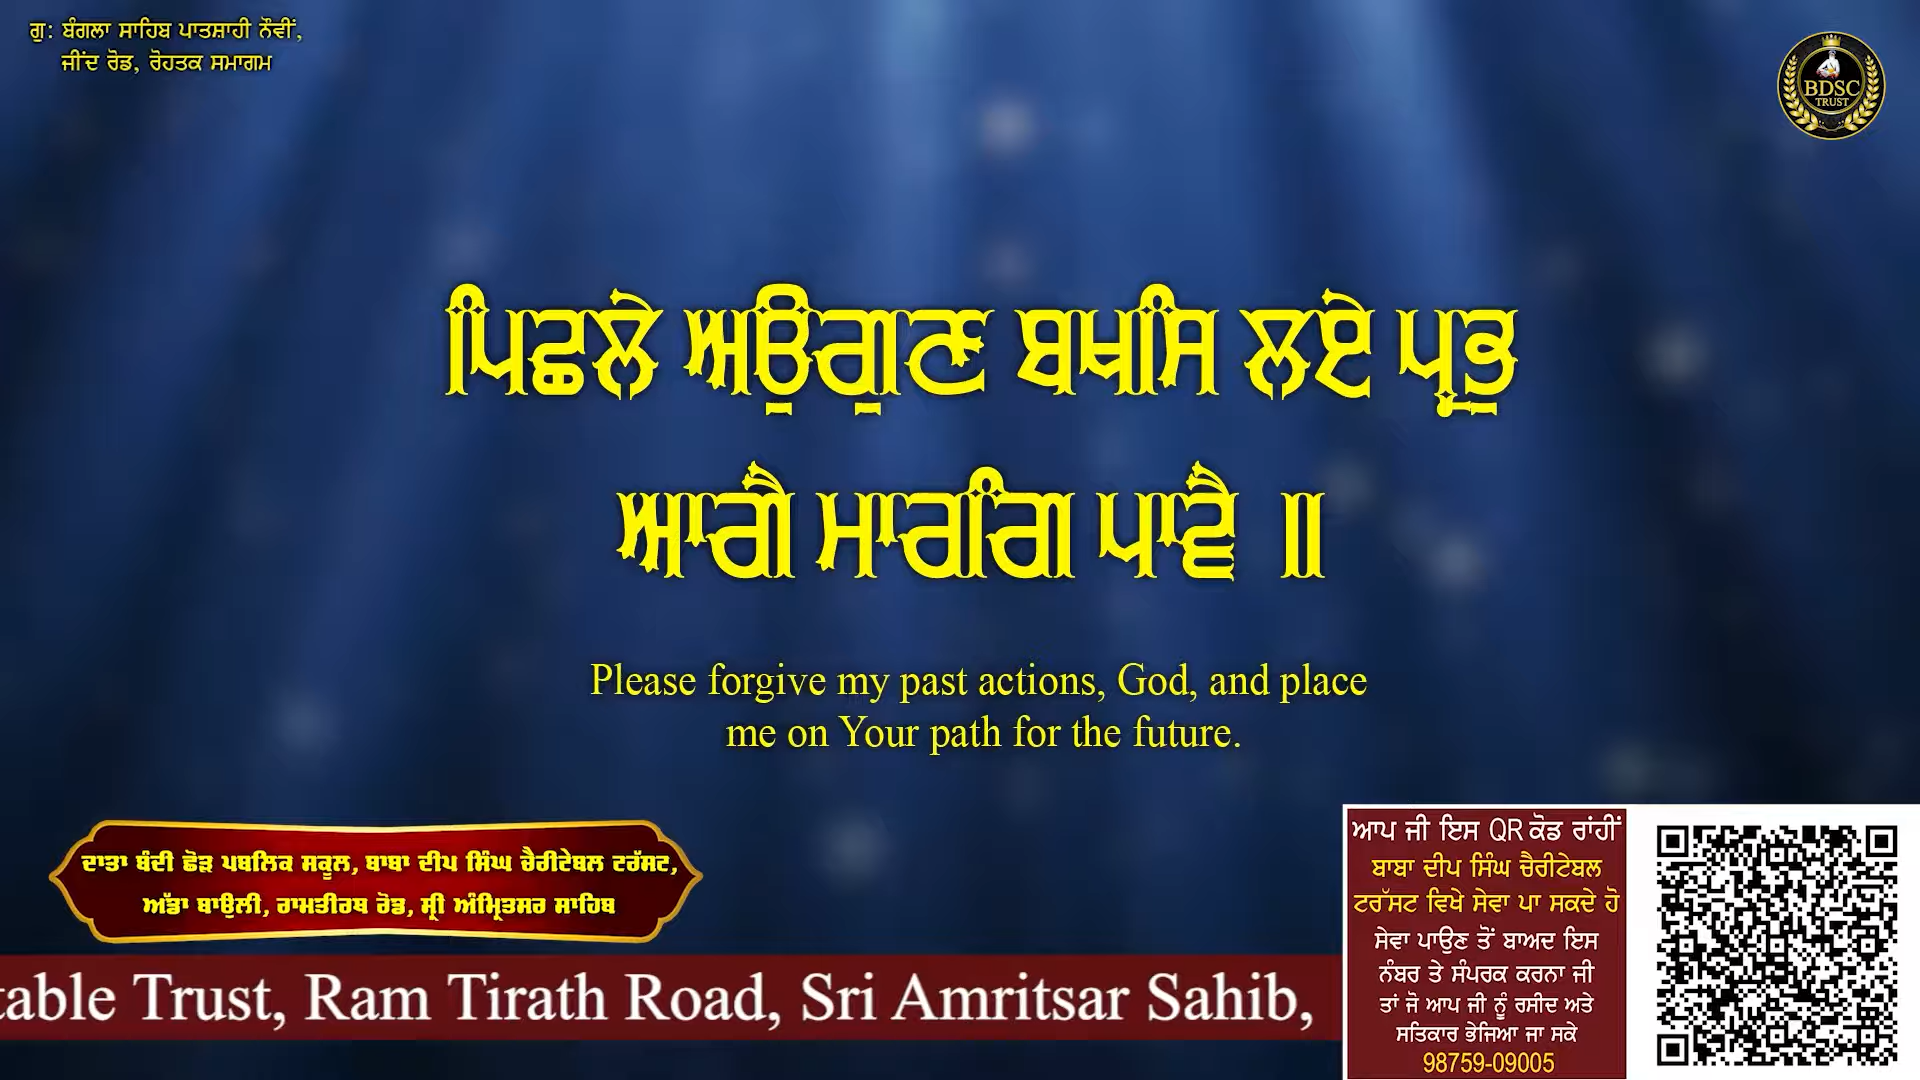 ਗੁ: ਬੰਗਲਾ ਸਾਹਿਬ ਪਾਤਸ਼ਾਹੀ ਨੌਵੀਂ,
ਜੀਂਦ ਰੋਡ, ਰੋਹਤਕ ਸਮਾਗਮ
BDSC
TRUST
ਪਿਛਲੇ ਅਉਗੁਣ ਬਖਸਿ ਲਏ ਪ੍ਰਭੁ
ਆਗੈ ਮਾਰਗਿ ਪਾਵੈ ॥
Please forgive my past actions, God, and place
me on Your path for the future.
ਦਾਤਾ ਬੰਦੀ ਛੋੜ ਪਬਲਿਕ ਸਕੂਲ, ਬਾਬਾ ਦੀਪ ਸਿੰਘ ਚੈਰੀਟੇਬਲ ਟਰੱਸਟ,
ਅੱਡਾ ਬਾਉਲੀ, ਰਾਮਤੀਰਥ ਰੋਡ, ਸ੍ਰੀ ਅੰਮ੍ਰਿਤਸਰ ਸਾਹਿਬ
table Trust, Ram Tirath Road, Sri Amritsar Sahib,
ਆਪ ਜੀ ਇਸ QR ਕੋਡ ਰਾਂਹੀਂ
ਬਾਬਾ ਦੀਪ ਸਿੰਘ ਚੈਰੀਟੇਬਲ
ਟਰੱਸਟ ਵਿਖੇ ਸੇਵਾ ਪਾ ਸਕਦੇ ਹੋ
ਸੇਵਾ ਪਾਉਣ ਤੋਂ ਬਾਅਦ ਇਸ
ਨੰਬਰ ਤੇ ਸੰਪਰਕ ਕਰਨਾ ਜੀ
ਤਾਂ ਜੋ ਆਪ ਜੀ ਨੂੰ ਰਸੀਦ ਅਤੇ
ਸਤਿਕਾਰ ਭੇਜਿਆ ਜਾ ਸਕੇ
98759-09005